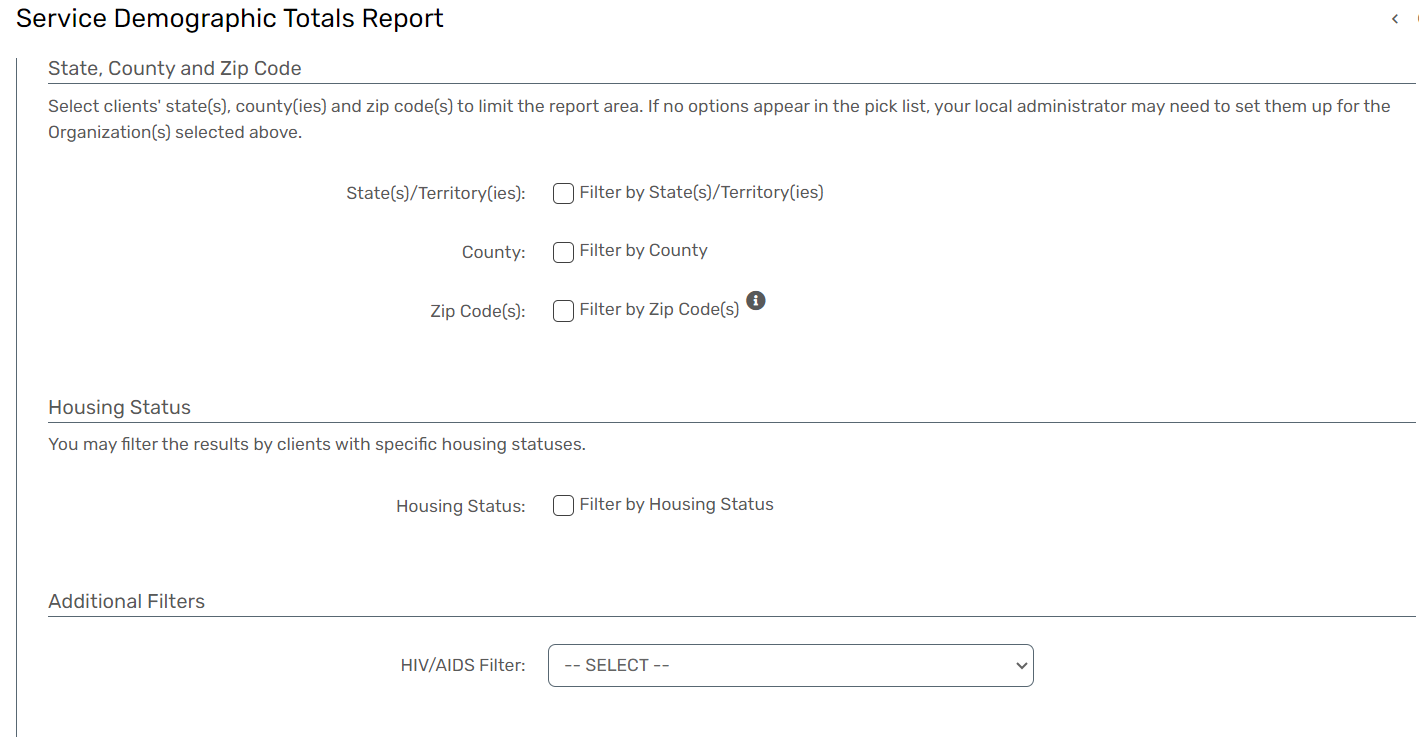 Service Demographic Totals Report
State, County and Zip Code
Select clients' state(s), county(ies) and zip code(s) to limit the report area. If no options appear in the pick list, your local administrator may need to set them up for the
Organization(s) selected above.
State(s)/Territory(ies): Filter by State(s)/Territory(ies)
County: Filter by County
Zip Code(s): Filter by Zip Code(s)
Housing Status
You may filter the results by clients with specific housing statuses.
Housing Status: Filter by Housing Status
Additional Filters
HIV/AIDS Filter: -- SELECT --